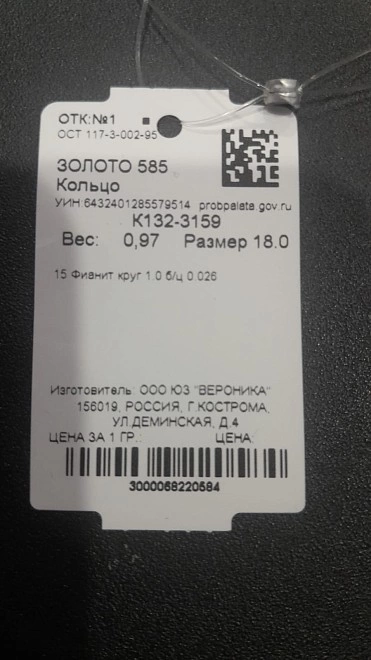 ОТК:№1
ОСТ 117-3-002-95
ЗОЛОТО 585
Кольцо
УИН:6432401285579514 probpalata.gov.ru
К132-3159
Вес: 0,97 Размер 18.0
15 Фианит круг 1.0 б/ц 0.026
Изготовитель: ООО ЮЗ "ВЕРОНИКА"
156019, РОССИЯ, Г.КОСТРОМА,
УЛ.ДЕМИНСКАЯ, Д.4
ЦЕНА ЗА 1 ГР.: ЦЕНА:
3000068220584